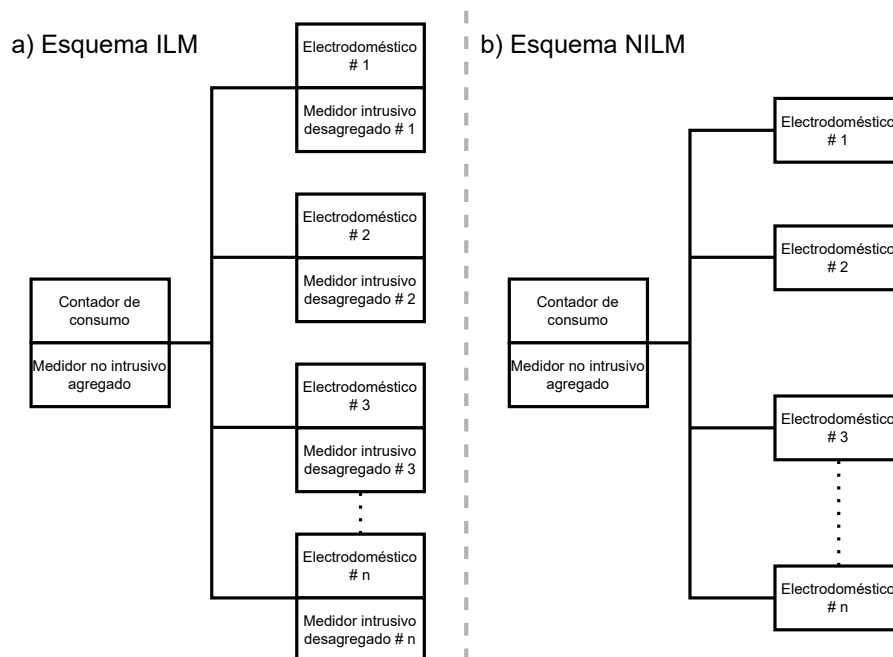 a) Esquema ILM
Electrodoméstico
# 1
Medidor intrusivo
desagregado # 1
Electrodoméstico
# 2
Medidor intrusivo
desagregado # 2
Contador de
consumo
Medidor no intrusivo
agregado
Electrodoméstico
# 3
Medidor intrusivo
desagregado # 3
Electrodoméstico
# n
Medidor intrusivo
desagregado # n
b) Esquema NILM
Electrodoméstico
# 1
Electrodoméstico
# 2
Contador de
consumo
Medidor no intrusivo
agregado
Electrodoméstico
# 3
Electrodoméstico
# n